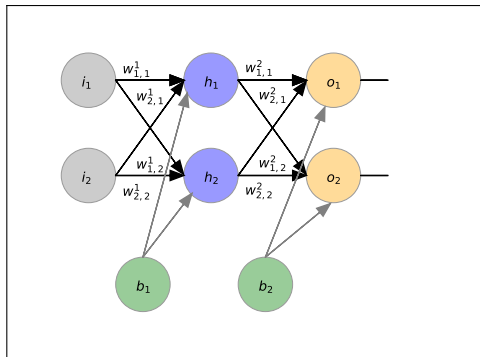 w¹₁,₁ w²₁,₁
i₁ h₁ o₁
w¹₂,₁ w²₂,₁
w¹₁,₂ w²₁,₂
i₂ h₂ o₂
w¹₂,₂ w²₂,₂
b₁ b₂